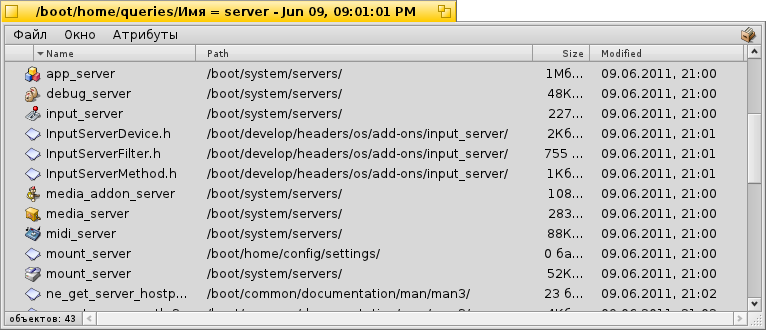 /boot/home/queries/Имя = server - Jun 09, 09:01:01 PM
Файл Окно Атрибуты
Name Path Size Modified
app_server /boot/system/servers/ 1Мб... 09.06.2011, 21:00
debug_server /boot/system/servers/ 48K... 09.06.2011, 21:00
input_server /boot/system/servers/ 227... 09.06.2011, 21:00
InputServerDevice.h /boot/develop/headers/os/add-ons/input_server/ 2Кб... 09.06.2011, 21:01
InputServerFilter.h /boot/develop/headers/os/add-ons/input_server/ 755 ... 09.06.2011, 21:01
InputServerMethod.h /boot/develop/headers/os/add-ons/input_server/ 1Кб... 09.06.2011, 21:01
media_addon_server /boot/system/servers/ 108... 09.06.2011, 21:00
media_server /boot/system/servers/ 283... 09.06.2011, 21:00
midi_server /boot/system/servers/ 88K... 09.06.2011, 21:00
mount_server /boot/home/config/settings/ 0 ба... 09.06.2011, 21:00
mount_server /boot/system/servers/ 52K... 09.06.2011, 21:00
ne_get_server_hostp... /boot/common/documentation/man/man3/ 23 б... 09.06.2011, 21:02
объектов: 43